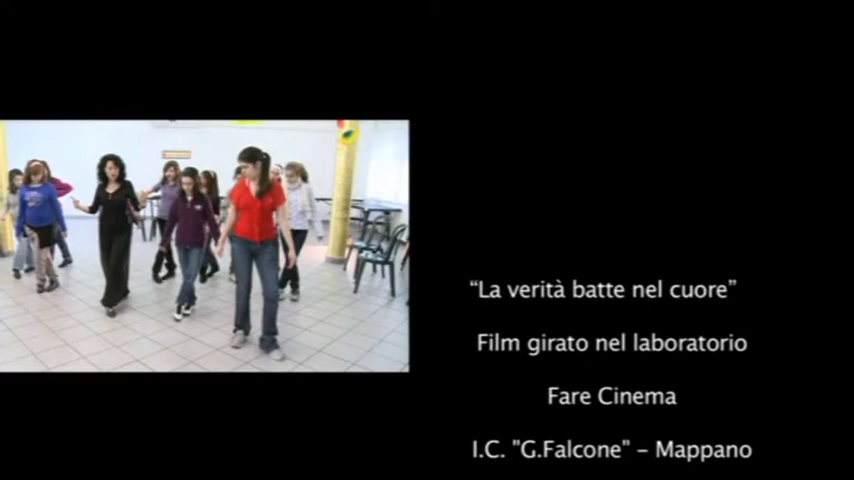 “La verità batte nel cuore”
Film girato nel laboratorio
Fare Cinema
I.C. "G.Falcone" – Mappano